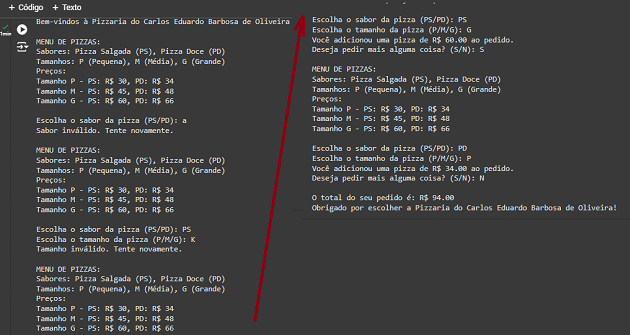 + Código + Texto
1min
Bem-vindos à Pizzaria do Carlos Eduardo Barbosa de Oliveira
MENU DE PIZZAS:
Sabores: Pizza Salgada (PS), Pizza Doce (PD)
Tamanhos: P (Pequena), M (Média), G (Grande)
Preços:
Tamanho P - PS: R$ 30, PD: R$ 34
Tamanho M - PS: R$ 45, PD: R$ 48
Tamanho G - PS: R$ 60, PD: R$ 66
Escolha o sabor da pizza (PS/PD): a
Sabor inválido. Tente novamente.
MENU DE PIZZAS:
Sabores: Pizza Salgada (PS), Pizza Doce (PD)
Tamanhos: P (Pequena), M (Média), G (Grande)
Preços:
Tamanho P - PS: R$ 30, PD: R$ 34
Tamanho M - PS: R$ 45, PD: R$ 48
Tamanho G - PS: R$ 60, PD: R$ 66
Escolha o sabor da pizza (PS/PD): PS
Escolha o tamanho da pizza (P/M/G): K
Tamanho inválido. Tente novamente.
MENU DE PIZZAS:
Sabores: Pizza Salgada (PS), Pizza Doce (PD)
Tamanhos: P (Pequena), M (Média), G (Grande)
Preços:
Tamanho P - PS: R$ 30, PD: R$ 34
Tamanho M - PS: R$ 45, PD: R$ 48
Tamanho G - PS: R$ 60, PD: R$ 66
Escolha o sabor da pizza (PS/PD): PS
Escolha o tamanho da pizza (P/M/G): G
Você adicionou uma pizza de R$ 60.00 ao pedido.
Deseja pedir mais alguma coisa? (S/N): S
MENU DE PIZZAS:
Sabores: Pizza Salgada (PS), Pizza Doce (PD)
Tamanhos: P (Pequena), M (Média), G (Grande)
Preços:
Tamanho P - PS: R$ 30, PD: R$ 34
Tamanho M - PS: R$ 45, PD: R$ 48
Tamanho G - PS: R$ 60, PD: R$ 66
Escolha o sabor da pizza (PS/PD): PD
Escolha o tamanho da pizza (P/M/G): P
Você adicionou uma pizza de R$ 34.00 ao pedido.
Deseja pedir mais alguma coisa? (S/N): N
O total do seu pedido é: R$ 94.00
Obrigado por escolher a Pizzaria do Carlos Eduardo Barbosa de Oliveira!